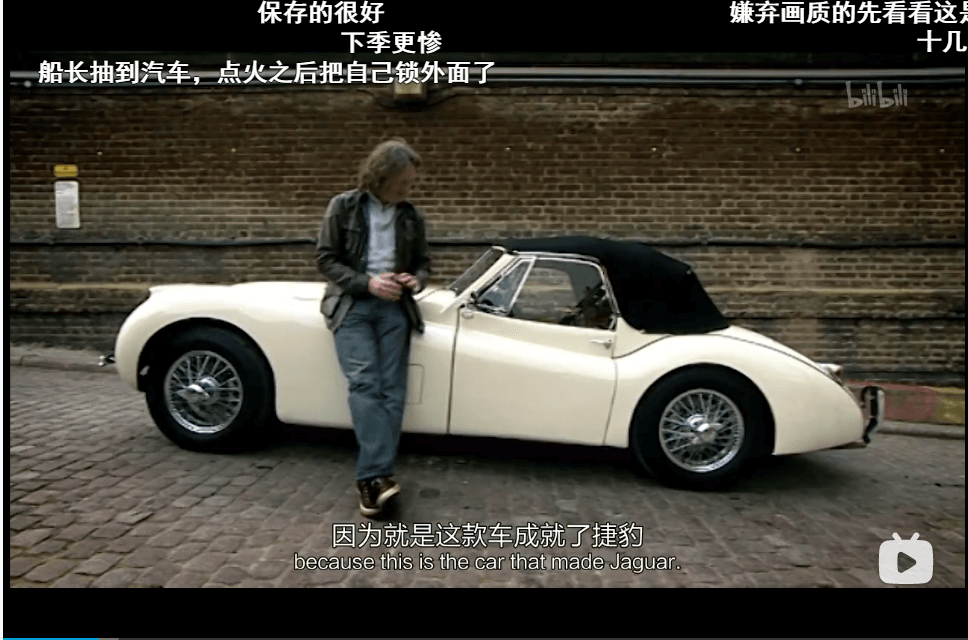 保存的很好
嫌弃画质的先看看这是
下季更惨
十几
船长抽到汽车，点火之后把自己锁外面了
bilibili
因为就是这款车成就了捷豹
because this is the car that made Jaguar.